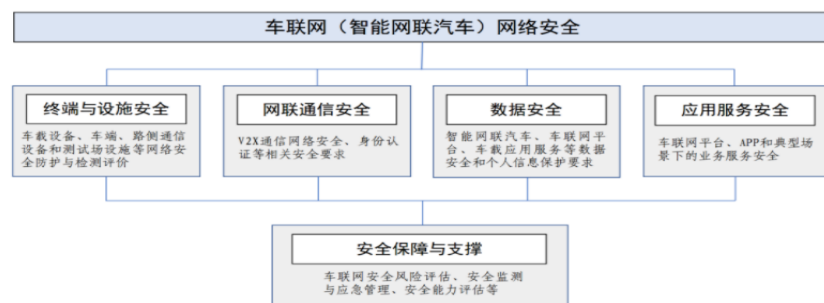 车联网（智能网联汽车）网络安全
终端与设施安全
车载设备、车端、路侧通信
设备和测试场设施等网络安
全防护与检测评价
网联通信安全
V2X通信网络安全、身份认
证等相关安全要求
数据安全
智能网联汽车、车联网平
台、车载应用服务等数据
安全和个人信息保护要求
应用服务安全
车联网平台、APP和典型场
景下的业务服务安全
安全保障与支撑
车联网安全风险评估、安全监测
与应急管理、安全能力评估等